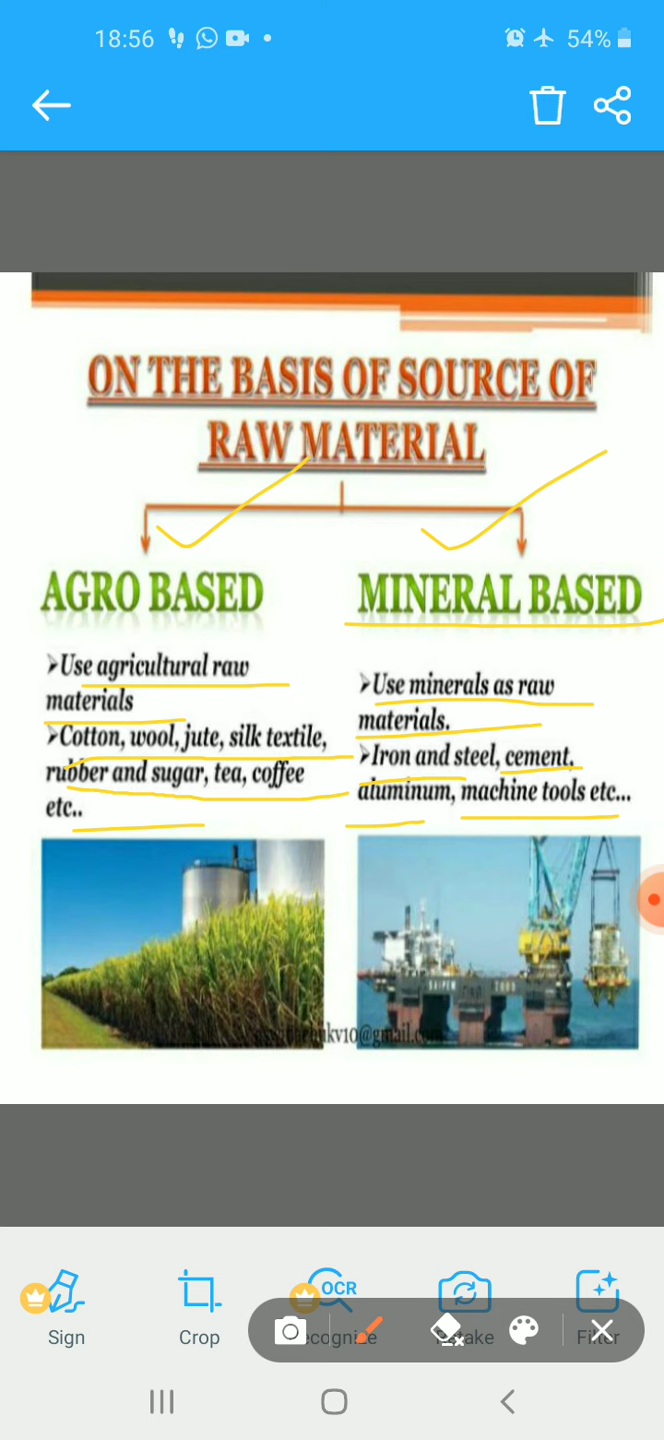 18:56
54%
ON THE BASIS OF SOURCE OF
RAW MATERIAL
AGRO BASED
MINERAL BASED
➢Use agricultural raw
materials
➢Cotton, wool, jute, silk textile,
rubber and sugar, tea, coffee
etc..
➢Use minerals as raw
materials.
➢Iron and steel, cement,
aluminum, machine tools etc...
SAIPEM
OCR
Sign
Crop